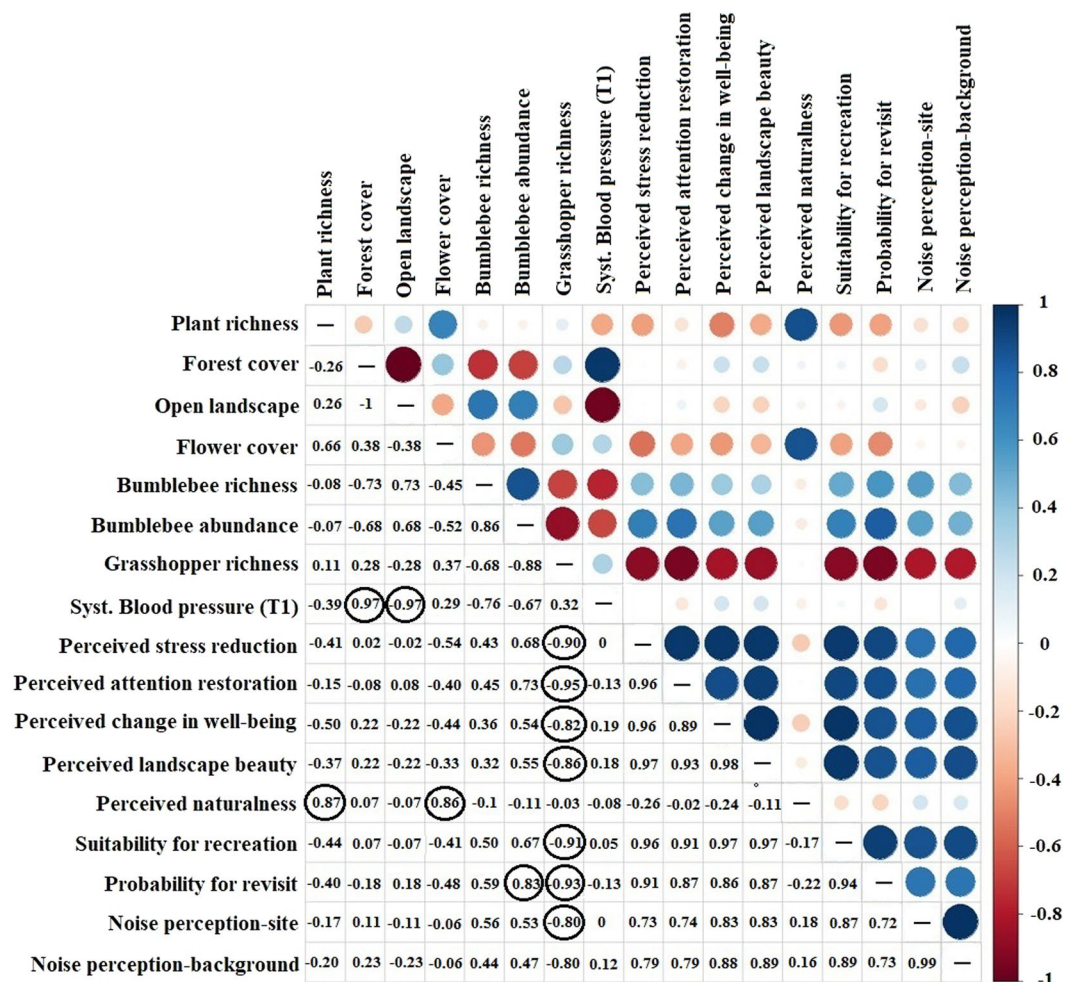 Plant richness
Forest cover
Open landscape
Flower cover
Bumblebee richness
Bumblebee abundance
Grasshopper richness
Syst. Blood pressure (T1)
Perceived stress reduction
Perceived attention restoration
Perceived change in well-being
Perceived landscape beauty
Perceived naturalness
Suitability for recreation
Probability for revisit
Noise perception-site
Noise perception-background
Plant richness —
Forest cover -0.26 —
Open landscape 0.26 -1 —
Flower cover 0.66 0.38 -0.38 —
Bumblebee richness -0.08 -0.73 0.73 -0.45 —
Bumblebee abundance -0.07 -0.68 0.68 -0.52 0.86 —
Grasshopper richness 0.11 0.28 -0.28 0.37 -0.68 -0.88 —
Syst. Blood pressure (T1) -0.39 0.97 -0.97 0.29 -0.76 -0.67 0.32 —
Perceived stress reduction -0.41 0.02 -0.02 -0.54 0.43 0.68 -0.90 0 —
Perceived attention restoration -0.15 -0.08 0.08 -0.40 0.45 0.73 -0.95 -0.13 0.96 —
Perceived change in well-being -0.50 0.22 -0.22 -0.44 0.36 0.54 -0.82 0.19 0.96 0.89 —
Perceived landscape beauty -0.37 0.22 -0.22 -0.33 0.32 0.55 -0.86 0.18 0.97 0.93 0.98 —
Perceived naturalness 0.87 0.07 -0.07 0.86 -0.1 -0.11 -0.03 -0.08 -0.26 -0.02 -0.24 -0.11 —
Suitability for recreation -0.44 0.07 -0.07 -0.41 0.50 0.67 -0.91 0.05 0.96 0.91 0.97 0.97 -0.17 —
Probability for revisit -0.40 -0.18 0.18 -0.48 0.59 0.83 -0.93 -0.13 0.91 0.87 0.86 0.87 -0.22 0.94 —
Noise perception-site -0.17 0.11 -0.11 -0.06 0.56 0.53 -0.80 0 0.73 0.74 0.83 0.83 0.18 0.87 0.72 —
Noise perception-background -0.20 0.23 -0.23 -0.06 0.44 0.47 -0.80 0.12 0.79 0.79 0.88 0.89 0.16 0.89 0.73 0.99 —
1
0.8
0.6
0.4
0.2
0
-0.2
-0.4
-0.6
-0.8
-1